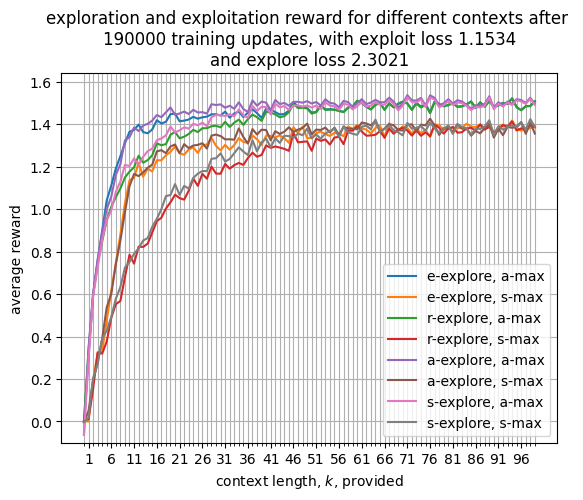 exploration and exploitation reward for different contexts after
190000 training updates, with exploit loss 1.1534
and explore loss 2.3021
1.6
1.4
1.2
1.0
0.8
0.6
0.4
0.2
0.0
average reward
e-explore, a-max
e-explore, s-max
r-explore, a-max
r-explore, s-max
a-explore, a-max
a-explore, s-max
s-explore, a-max
s-explore, s-max
1 6 11 16 21 26 31 36 41 46 51 56 61 66 71 76 81 86 91 96
context length, k, provided